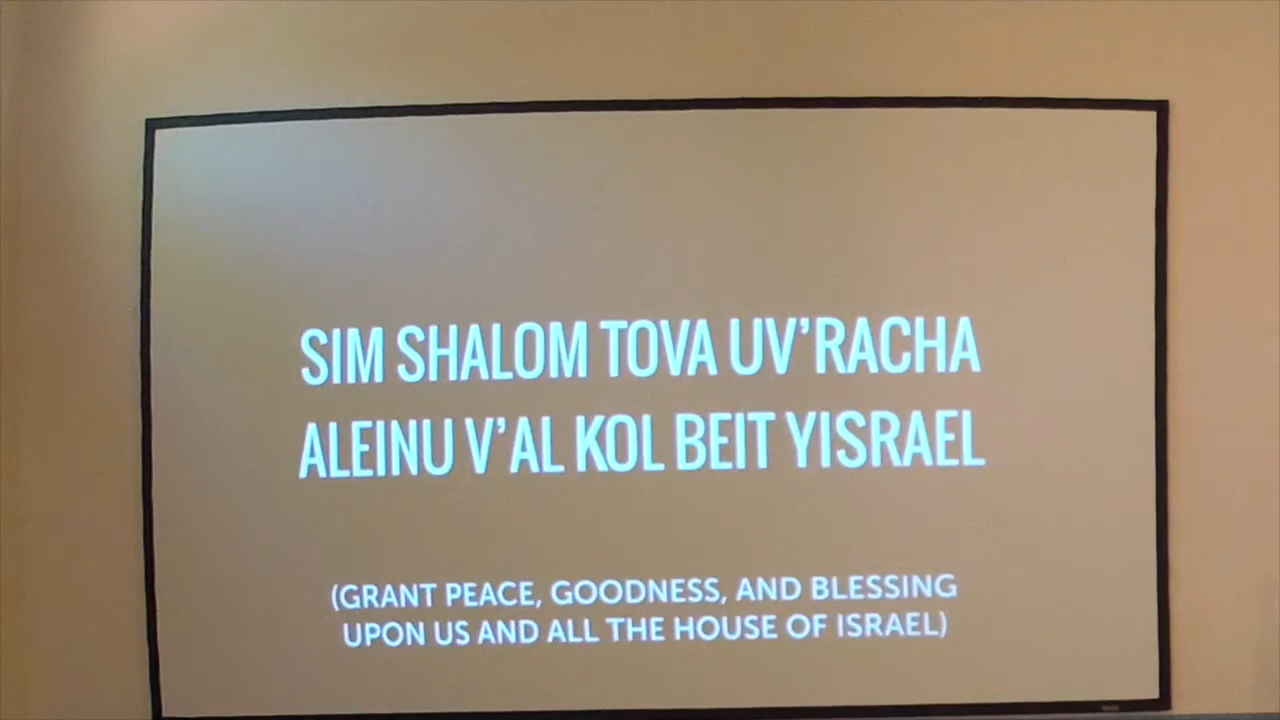 SIM SHALOM TOVA UV’RACHA
ALEINU V’AL KOL BEIT YISRAEL
(GRANT PEACE, GOODNESS, AND BLESSING
UPON US AND ALL THE HOUSE OF ISRAEL)